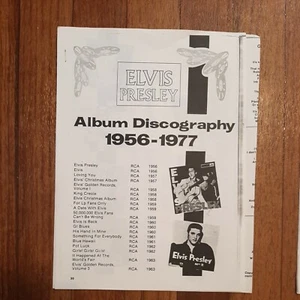 ELVIS
PRESLEY
Album Discography
1956-1977
Elvis Presley RCA 1956
Elvis RCA 1956
Loving You RCA 1957
Elvis' Christmas Album RCA 1957
Elvis' Golden Records,
Volume I RCA 1958
King Creole RCA 1958
Elvis' Christmas Album RCA 1958
For Lp Fans Only RCA 1959
A Date With Elvis RCA 1959
50,000,000 Elvis Fans
Can't Be Wrong RCA
Elvis Is Back RCA 1960
GI Blues RCA 1960
His Hand In Mine RCA
Something For Everybody RCA 1961
Blue Hawaii RCA 1961
Pot Luck RCA 1962
Girls! Girls! Girls! RCA 1962
It Happened At The
World's Fair RCA 1963
Elvis' Golden Records,
Volume 3 RCA 1963
Elvis Presley